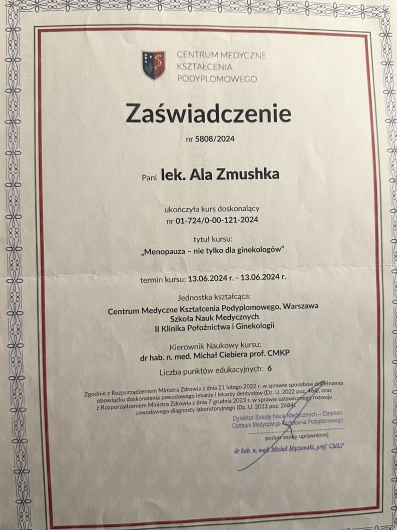 CENTRUM MEDYCZNE
KSZTAŁCENIA
PODYPLOMOWEGO
Zaświadczenie
nr 5808/2024
Pani lek. Ala Zmushka
ukończyła kurs doskonalący
nr 01-724/0-00-121-2024
tytuł kursu:
„Menopauza – nie tylko dla ginekologów”
termin kursu: 13.06.2024 r. - 13.06.2024 r.
Jednostka kształcąca:
Centrum Medyczne Kształcenia Podyplomowego, Warszawa
Szkoła Nauk Medycznych
II Klinika Położnictwa i Ginekologii
Kierownik Naukowy kursu:
dr hab. n. med. Michał Ciebiera prof. CMKP
Liczba punktów edukacyjnych: 6
Zgodnie z Rozporządzeniem Ministra Zdrowia z dnia 21 lutego 2022 r. w sprawie sposobów dopełnienia
obowiązku doskonalenia zawodowego lekarzy i lekarzy dentystów (Dz. U. 2022 poz. 464), oraz
z Rozporządzeniem Ministra Zdrowia z dnia 7 grudnia 2023 r. w sprawie ustawicznego rozwoju
zawodowego diagnosty laboratoryjnego (Dz. U. 2023 poz. 2684).
Dyrektor Szkoły Nauk Medycznych – Dziekan
Centrum Medycznego Kształcenia Podyplomowego
podpis osoby uprawnionej
dr hab. n. med. Michał Mączewski, prof. CMKP